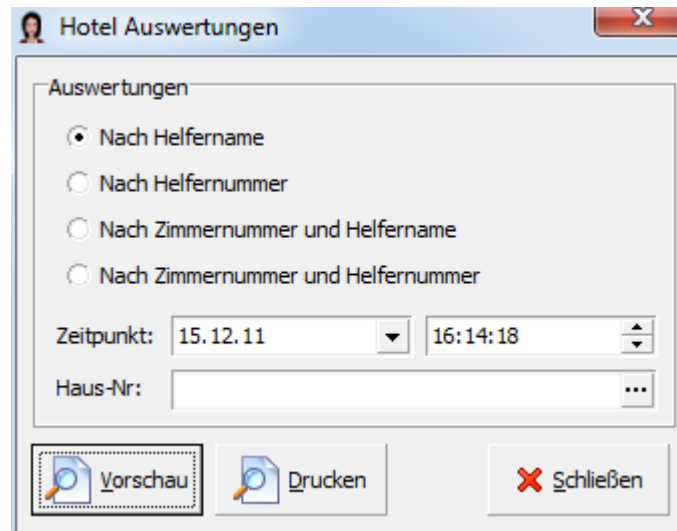 Hotel Auswertungen
Auswertungen
Nach Helfername
Nach Helfernummer
Nach Zimmernummer und Helfername
Nach Zimmernummer und Helfernummer
Zeitpunkt: 15.12.11 16:14:18
Haus-Nr: ...
Vorschau Drucken Schließen